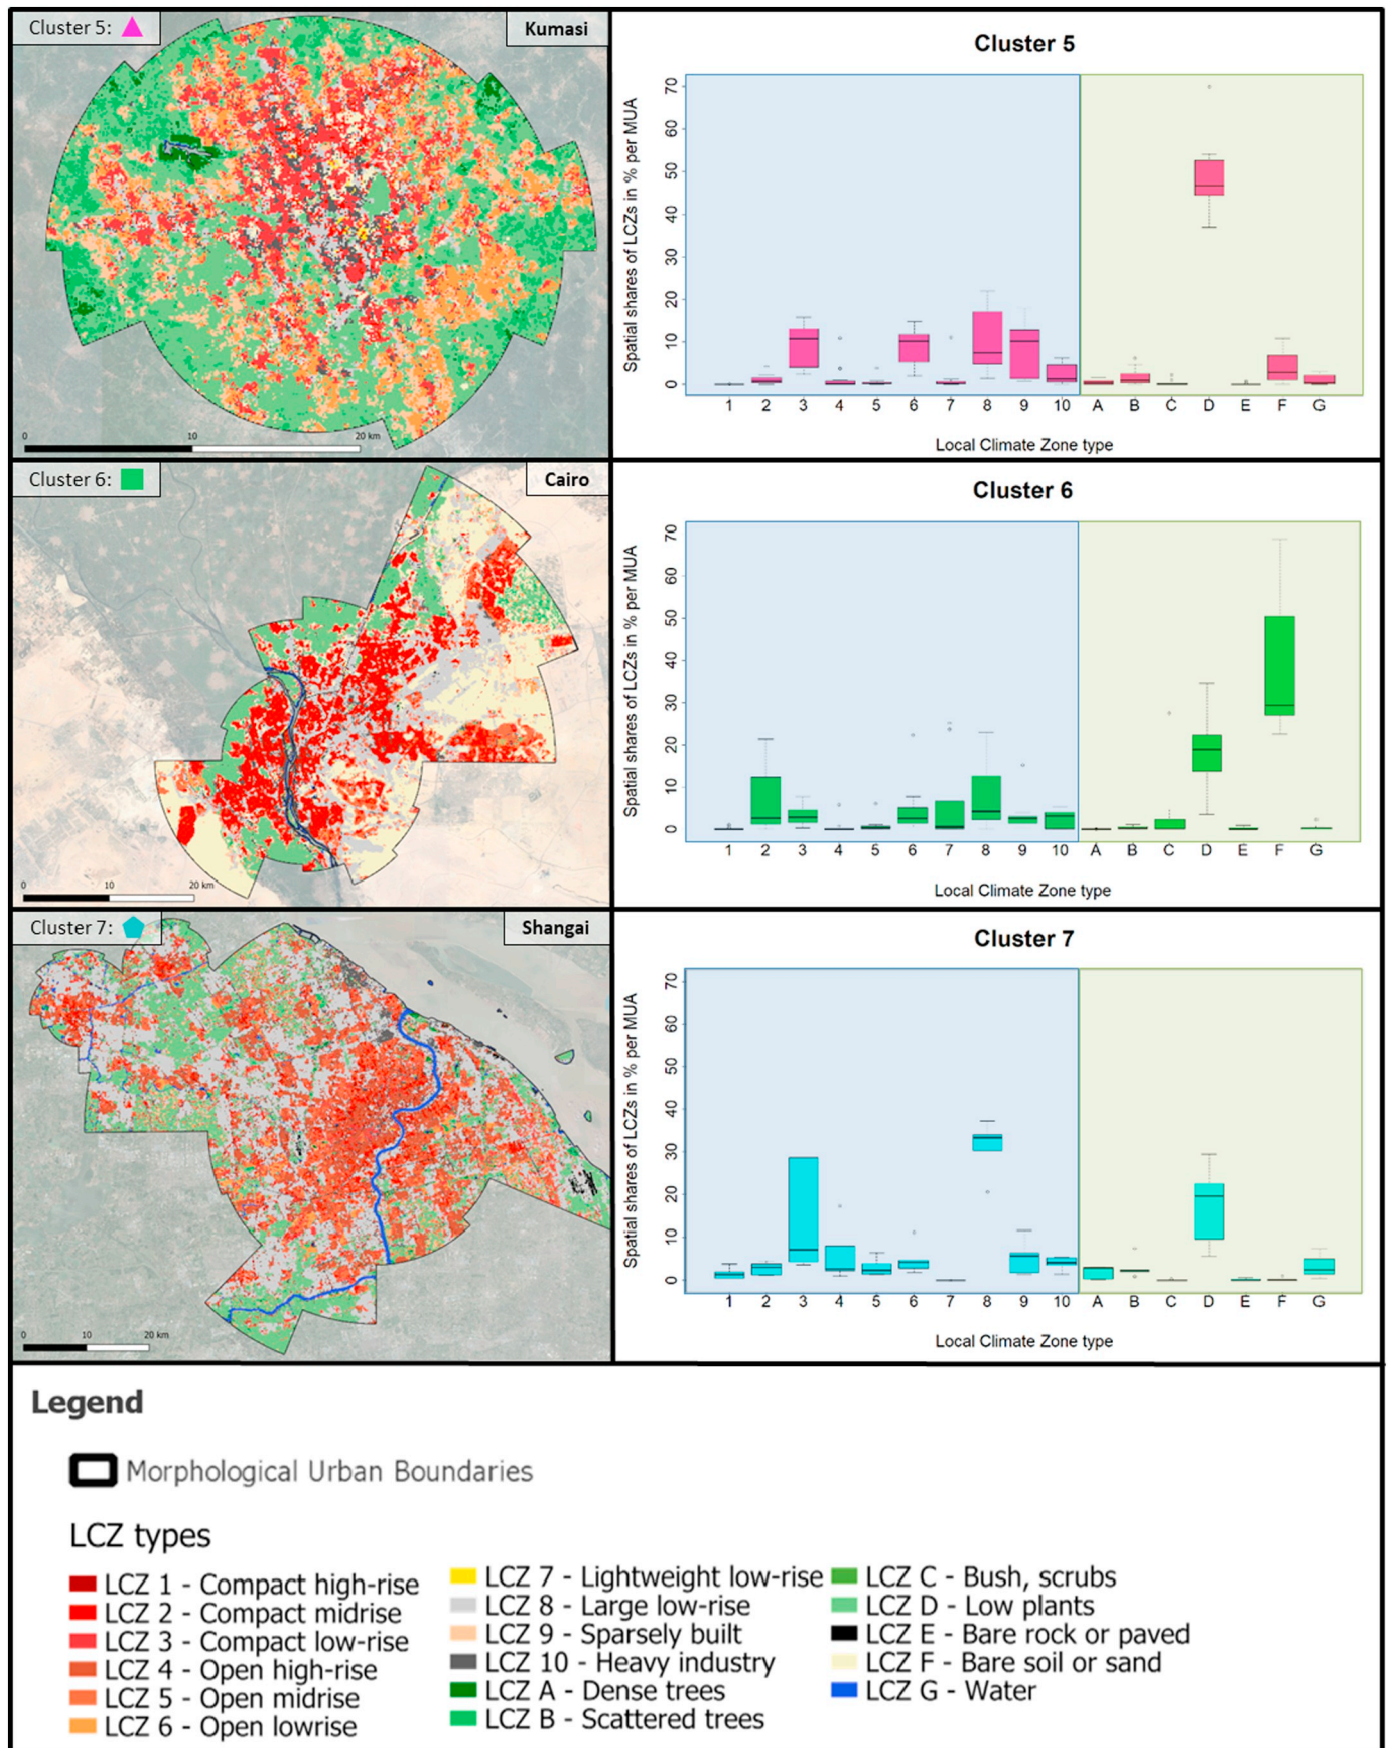 Cluster 5:
Kumasi
0 10 20 km
Cluster 5
Spatial shares of LCZs in % per MUA
70
60
50
40
30
20
10
0
1 2 3 4 5 6 7 8 9 10 A B C D E F G
Local Climate Zone type
Cluster 6:
Cairo
0 10 20 km
Cluster 6
Spatial shares of LCZs in % per MUA
70
60
50
40
30
20
10
0
1 2 3 4 5 6 7 8 9 10 A B C D E F G
Local Climate Zone type
Cluster 7:
Shangai
0 10 20 km
Cluster 7
Spatial shares of LCZs in % per MUA
70
60
50
40
30
20
10
0
1 2 3 4 5 6 7 8 9 10 A B C D E F G
Local Climate Zone type
Legend
Morphological Urban Boundaries
LCZ types
LCZ 1 - Compact high-rise
LCZ 2 - Compact midrise
LCZ 3 - Compact low-rise
LCZ 4 - Open high-rise
LCZ 5 - Open midrise
LCZ 6 - Open lowrise
LCZ 7 - Lightweight low-rise
LCZ 8 - Large low-rise
LCZ 9 - Sparsely built
LCZ 10 - Heavy industry
LCZ A - Dense trees
LCZ B - Scattered trees
LCZ C - Bush, scrubs
LCZ D - Low plants
LCZ E - Bare rock or paved
LCZ F - Bare soil or sand
LCZ G - Water